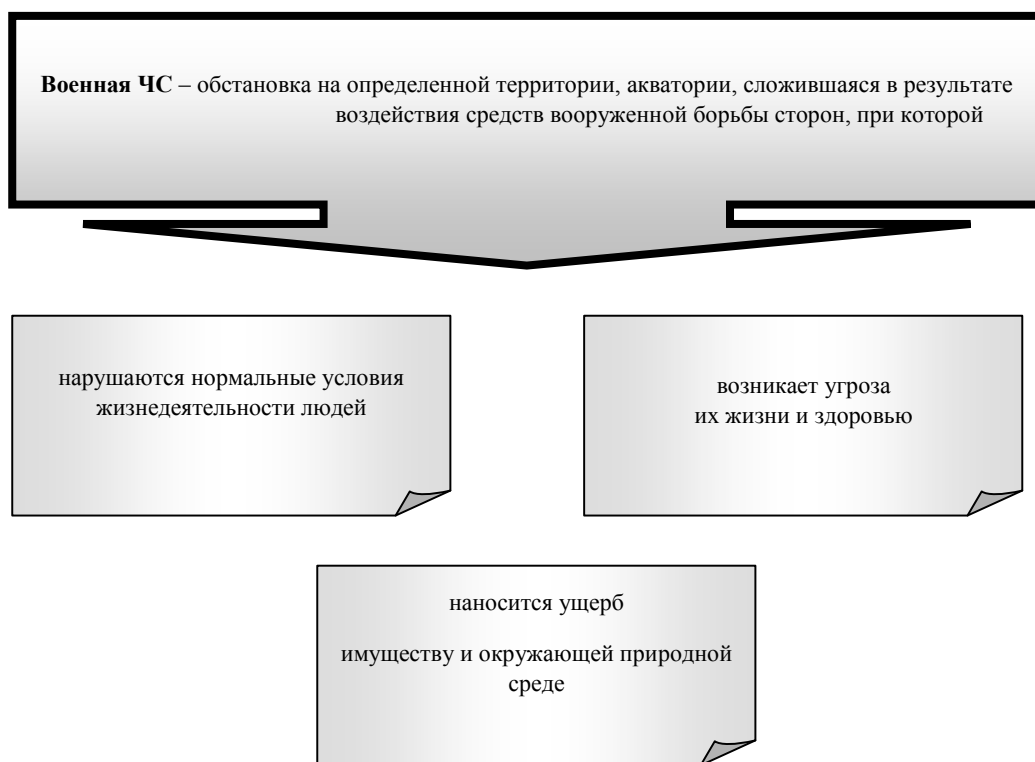 Военная ЧС – обстановка на определенной территории, акватории, сложившаяся в результате
воздействия средств вооруженной борьбы сторон, при которой
нарушаются нормальные условия
жизнедеятельности людей
возникает угроза
их жизни и здоровью
наносится ущерб
имуществу и окружающей природной
среде